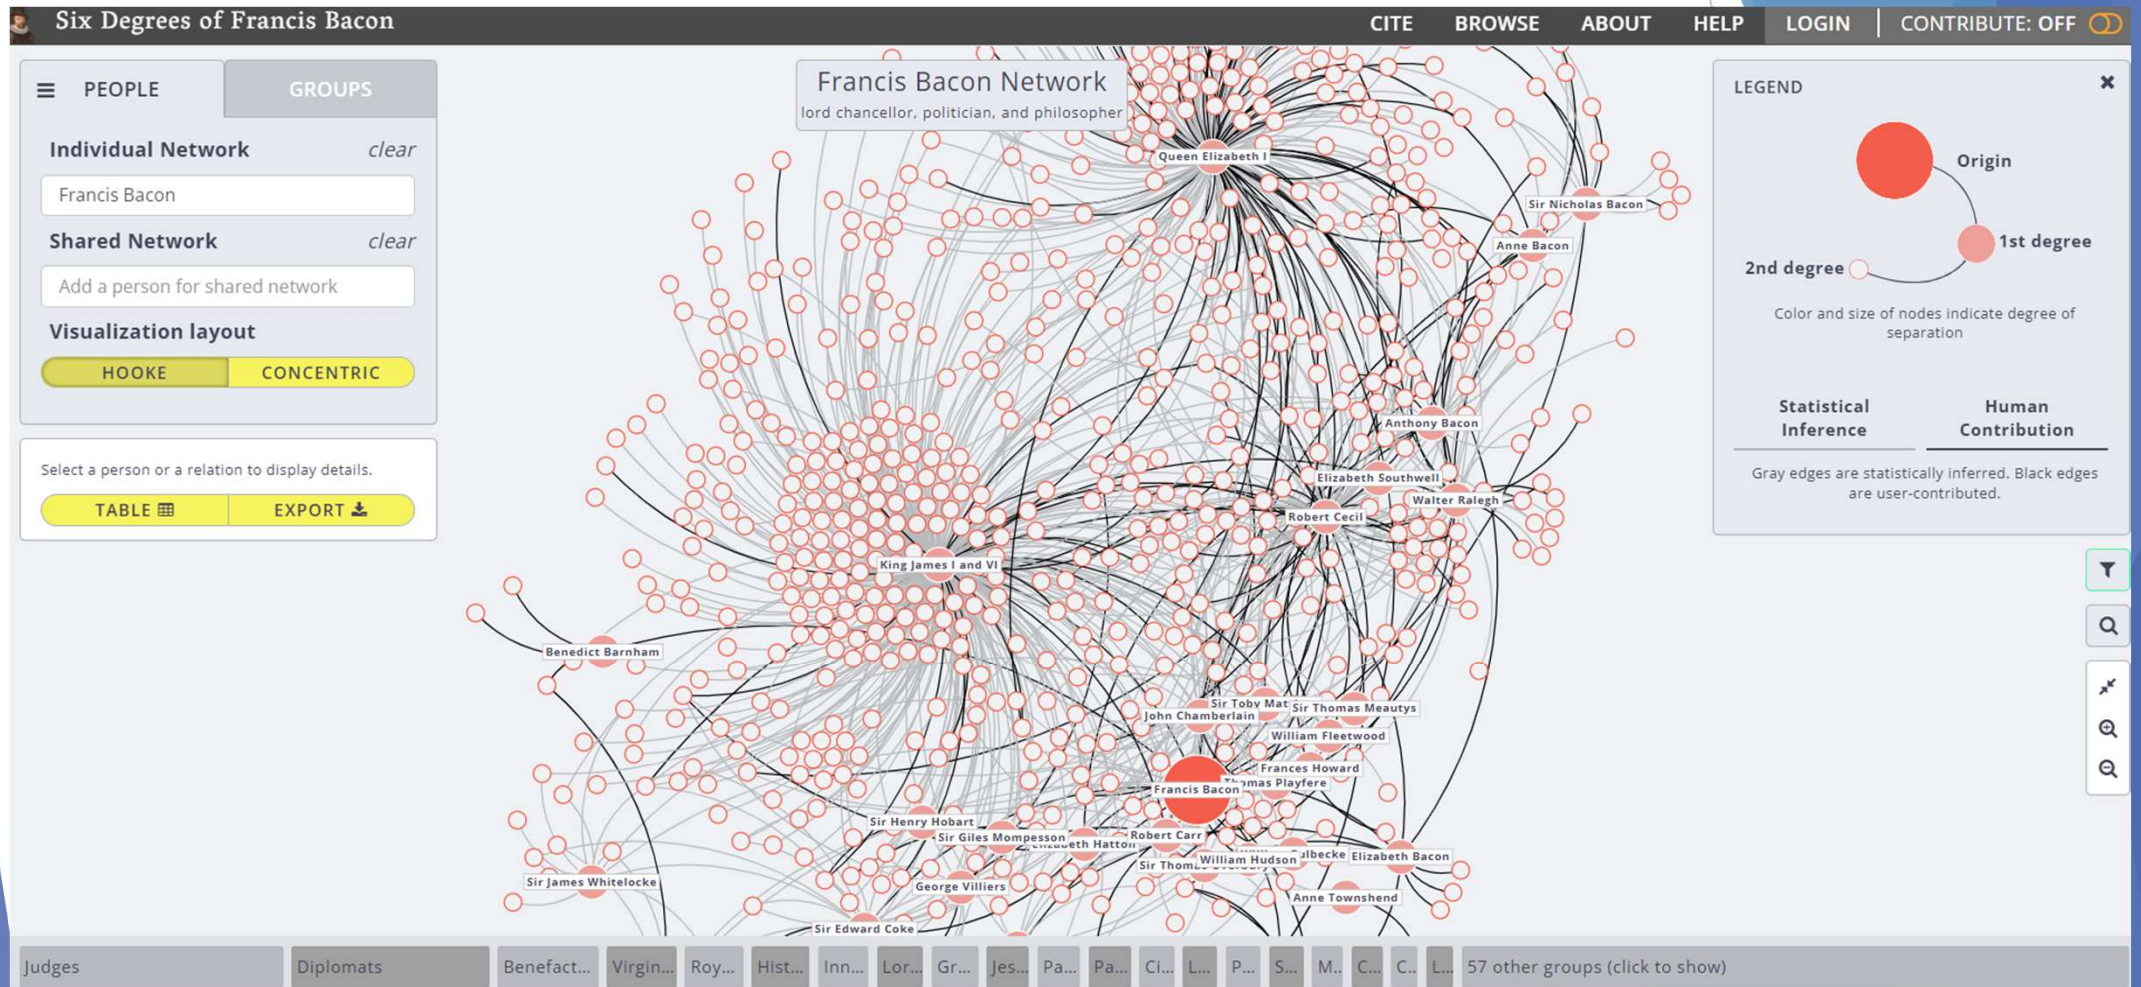 Six Degrees of Francis Bacon
CITE
BROWSE
ABOUT
HELP
LOGIN
CONTRIBUTE: OFF
PEOPLE
GROUPS
Individual Network
clear
Francis Bacon
Shared Network
clear
Add a person for shared network
Visualization layout
HOOKE
CONCENTRIC
Select a person or a relation to display details.
TABLE
EXPORT
Francis Bacon Network
lord chancellor, politician, and philosopher
Queen Elizabeth I
Sir Nicholas Bacon
Anne Bacon
Anthony Bacon
Elizabeth Southwell
Walter Ralegh
Robert Cecil
King James I and VI
Benedict Barnham
Sir Toby Mat
Sir Thomas Meautys
John Chamberlain
William Fleetwood
Frances Howard
Francis Bacon
mas Playfere
Sir Henry Hobart
Sir Giles Mompesson
beth Hatton
Robert Carr
Sir Thom
William Hudson
ulbecke
Elizabeth Bacon
Sir James Whitelocke
George Villiers
Anne Townshend
Sir Edward Coke
LEGEND
Origin
1st degree
2nd degree
Color and size of nodes indicate degree of
separation
Statistical
Inference
Human
Contribution
Gray edges are statistically inferred. Black edges
are user-contributed.
Judges
Diplomats
Benefact...
Virgin...
Roy...
Hist...
Inn...
Lor...
Gr...
Jes...
Pa...
Pa...
Ci...
L...
P...
S...
M..
C...
C..
L...
57 other groups (click to show)